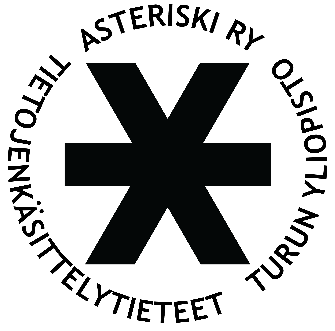 ASTERISKI RY
TURUN YLIOPISTO
TIETOJENKÄSITTELYTIETEET